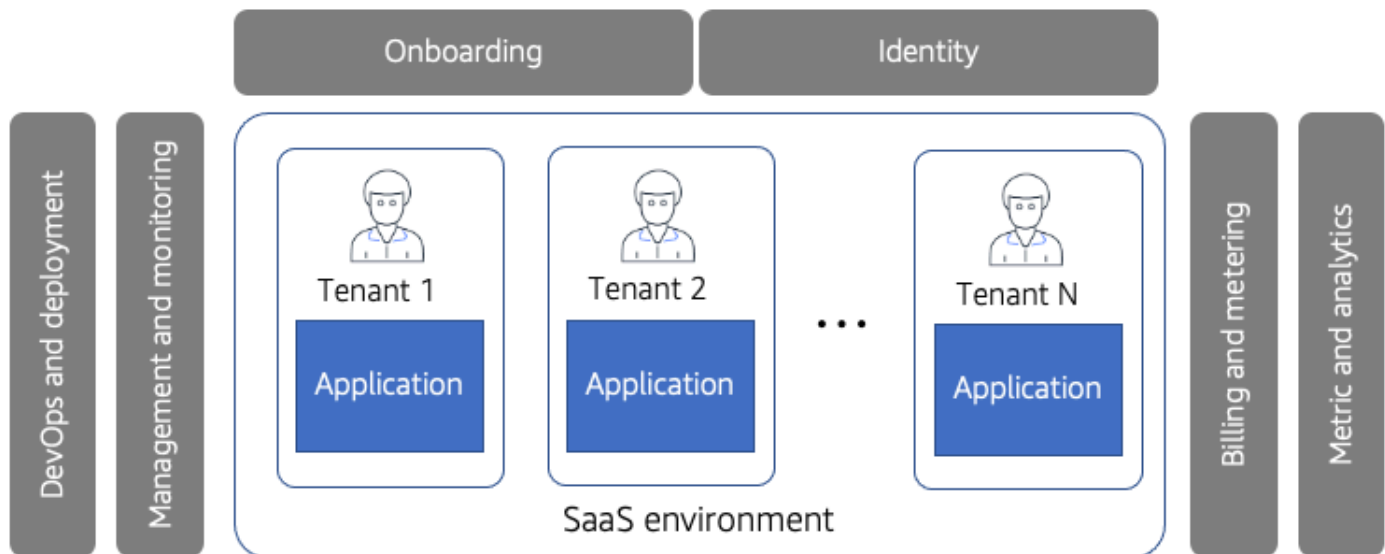 Onboarding
Identity
DevOps and deployment
Management and monitoring
Tenant 1
Application
Tenant 2
Application
...
Tenant N
Application
SaaS environment
Billing and metering
Metric and analytics